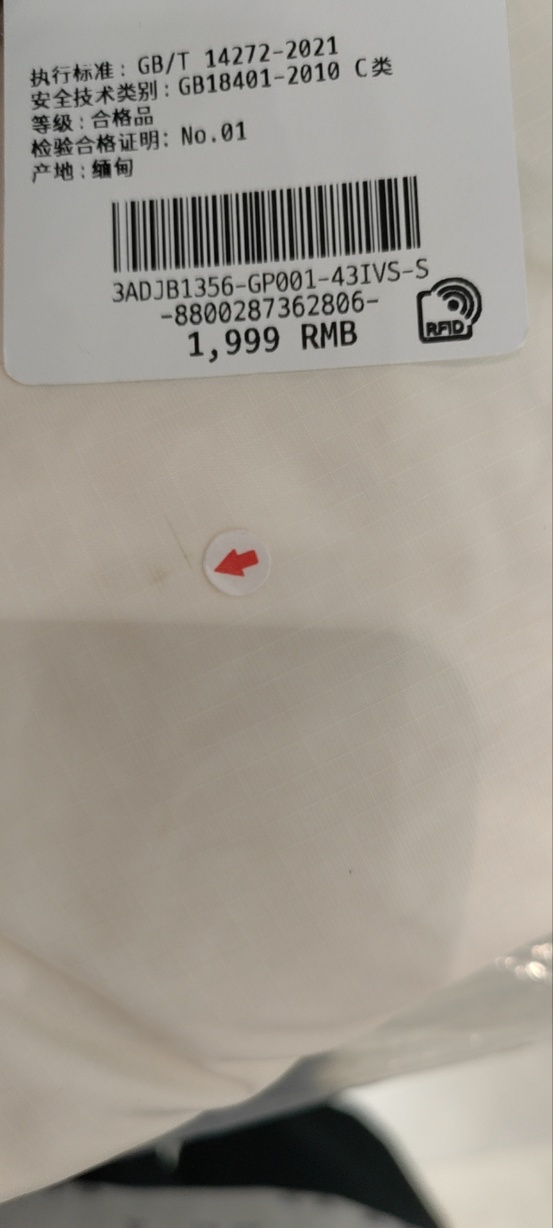 执行标准: GB/T 14272-2021
安全技术类别: GB18401-2010 C类
等级: 合格品
检验合格证明: No.01
产地: 缅甸
3ADJB1356-GP001-43IVS-S
-8800287362806-
1,999 RMB
RFID